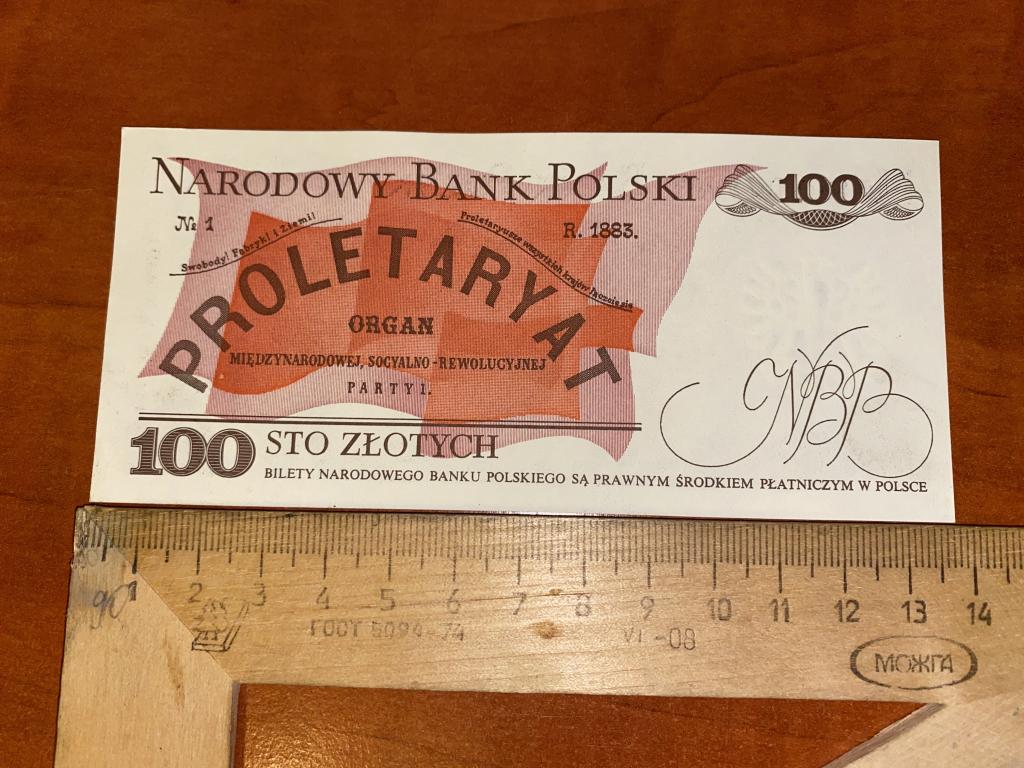 NARODOWY BANK POLSKI
100
№ 1
R. 1883.
Swobody! Fabryk! i Ziemi!
Proletaryusze wszystkich krajów łączcie się
PROLETARYAT
ORGAN
MIĘDZYNARODOWEJ, SOCYALNO-REWOLUCYJNEJ
PARTYI.
NBP
100 STO ZŁOTYCH
BILETY NARODOWEGO BANKU POLSKIEGO SĄ PRAWNYM ŚRODKIEM PŁATNICZYM W POLSCE
1 2 3 4 5 6 7 8 9 10 11 12 13 14
90°
ГОСТ 5094-74
VI-08
МОЖГА